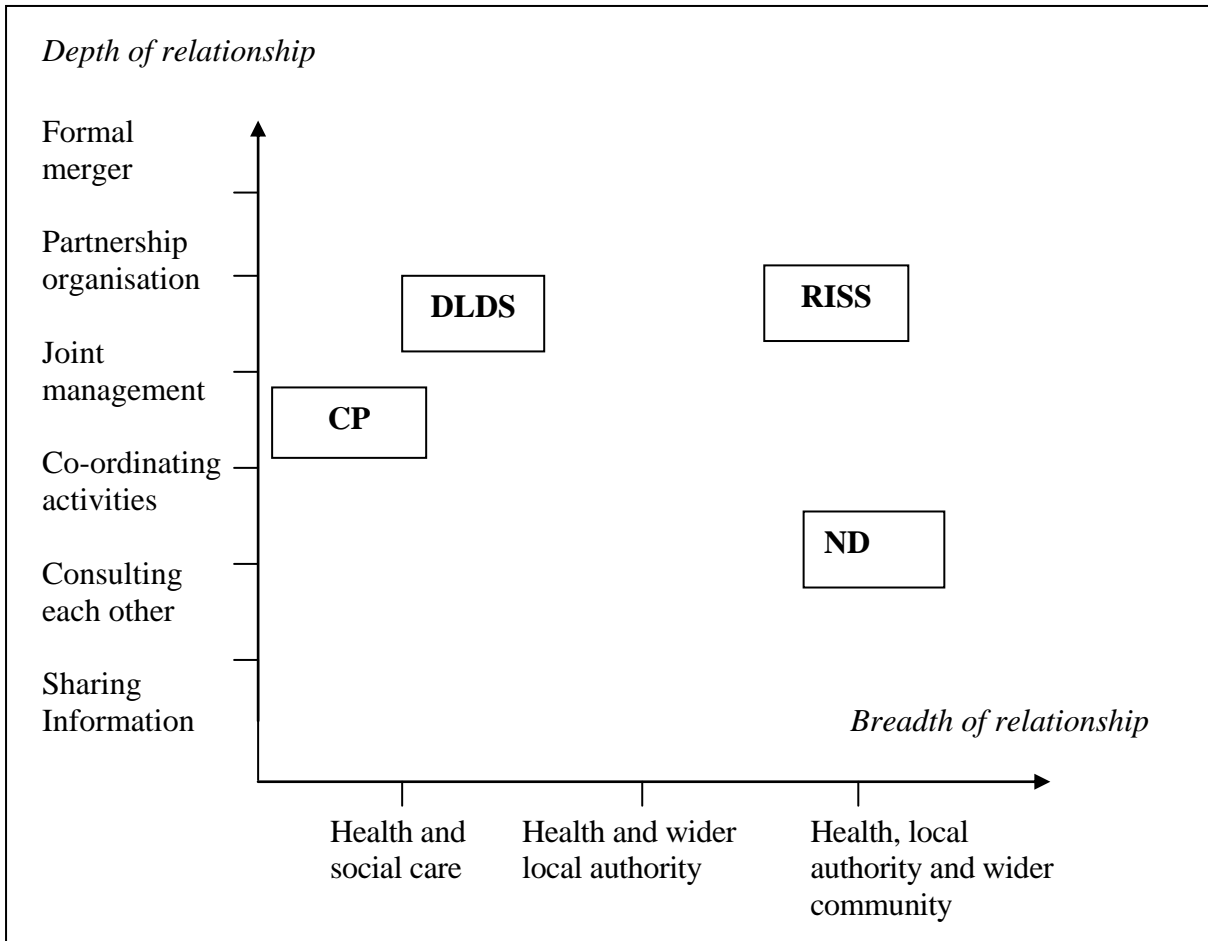 Depth of relationship
Formal
merger
Partnership
organisation
DLDS
RISS
Joint
management
CP
Co-ordinating
activities
ND
Consulting
each other
Sharing
Information
Breadth of relationship
Health and
social care
Health and wider
local authority
Health, local
authority and wider
community